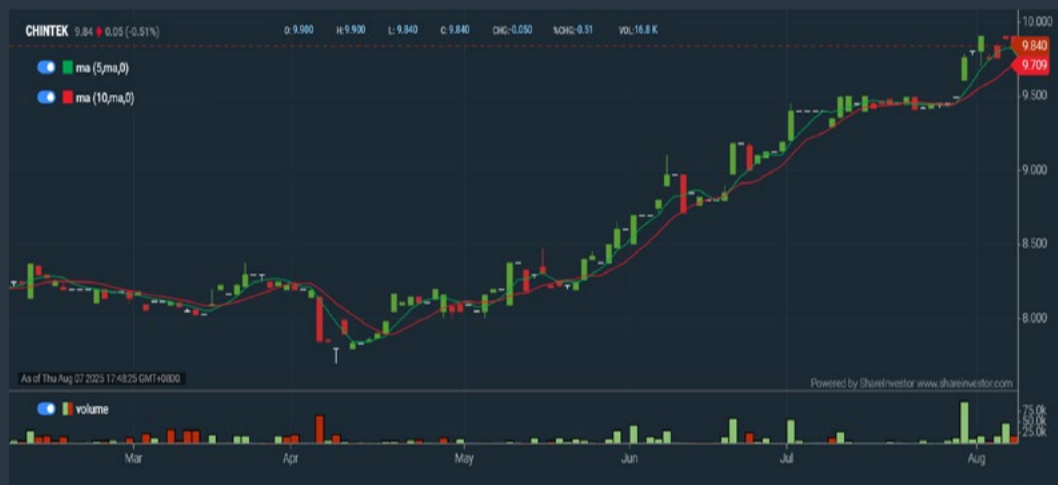 CHINTEK 9.84 0.05 (-0.51%) O: 9.900 H: 9.900 L: 9.840 C: 9.840 CHG:-0.050 %CHG:-0.51 VOL:16.8 K
ma (5,ma,0)
ma (10,ma,0)
10.000
9.840
9.709
9.500
9.000
8.500
8.000
As of Thu Aug 07 2025 17:48:25 GMT+0800
Powered by ShareInvestor www.shareinvestor.com
volume
75.0k
50.0k
25.0k
Mar Apr May Jun Jul Aug